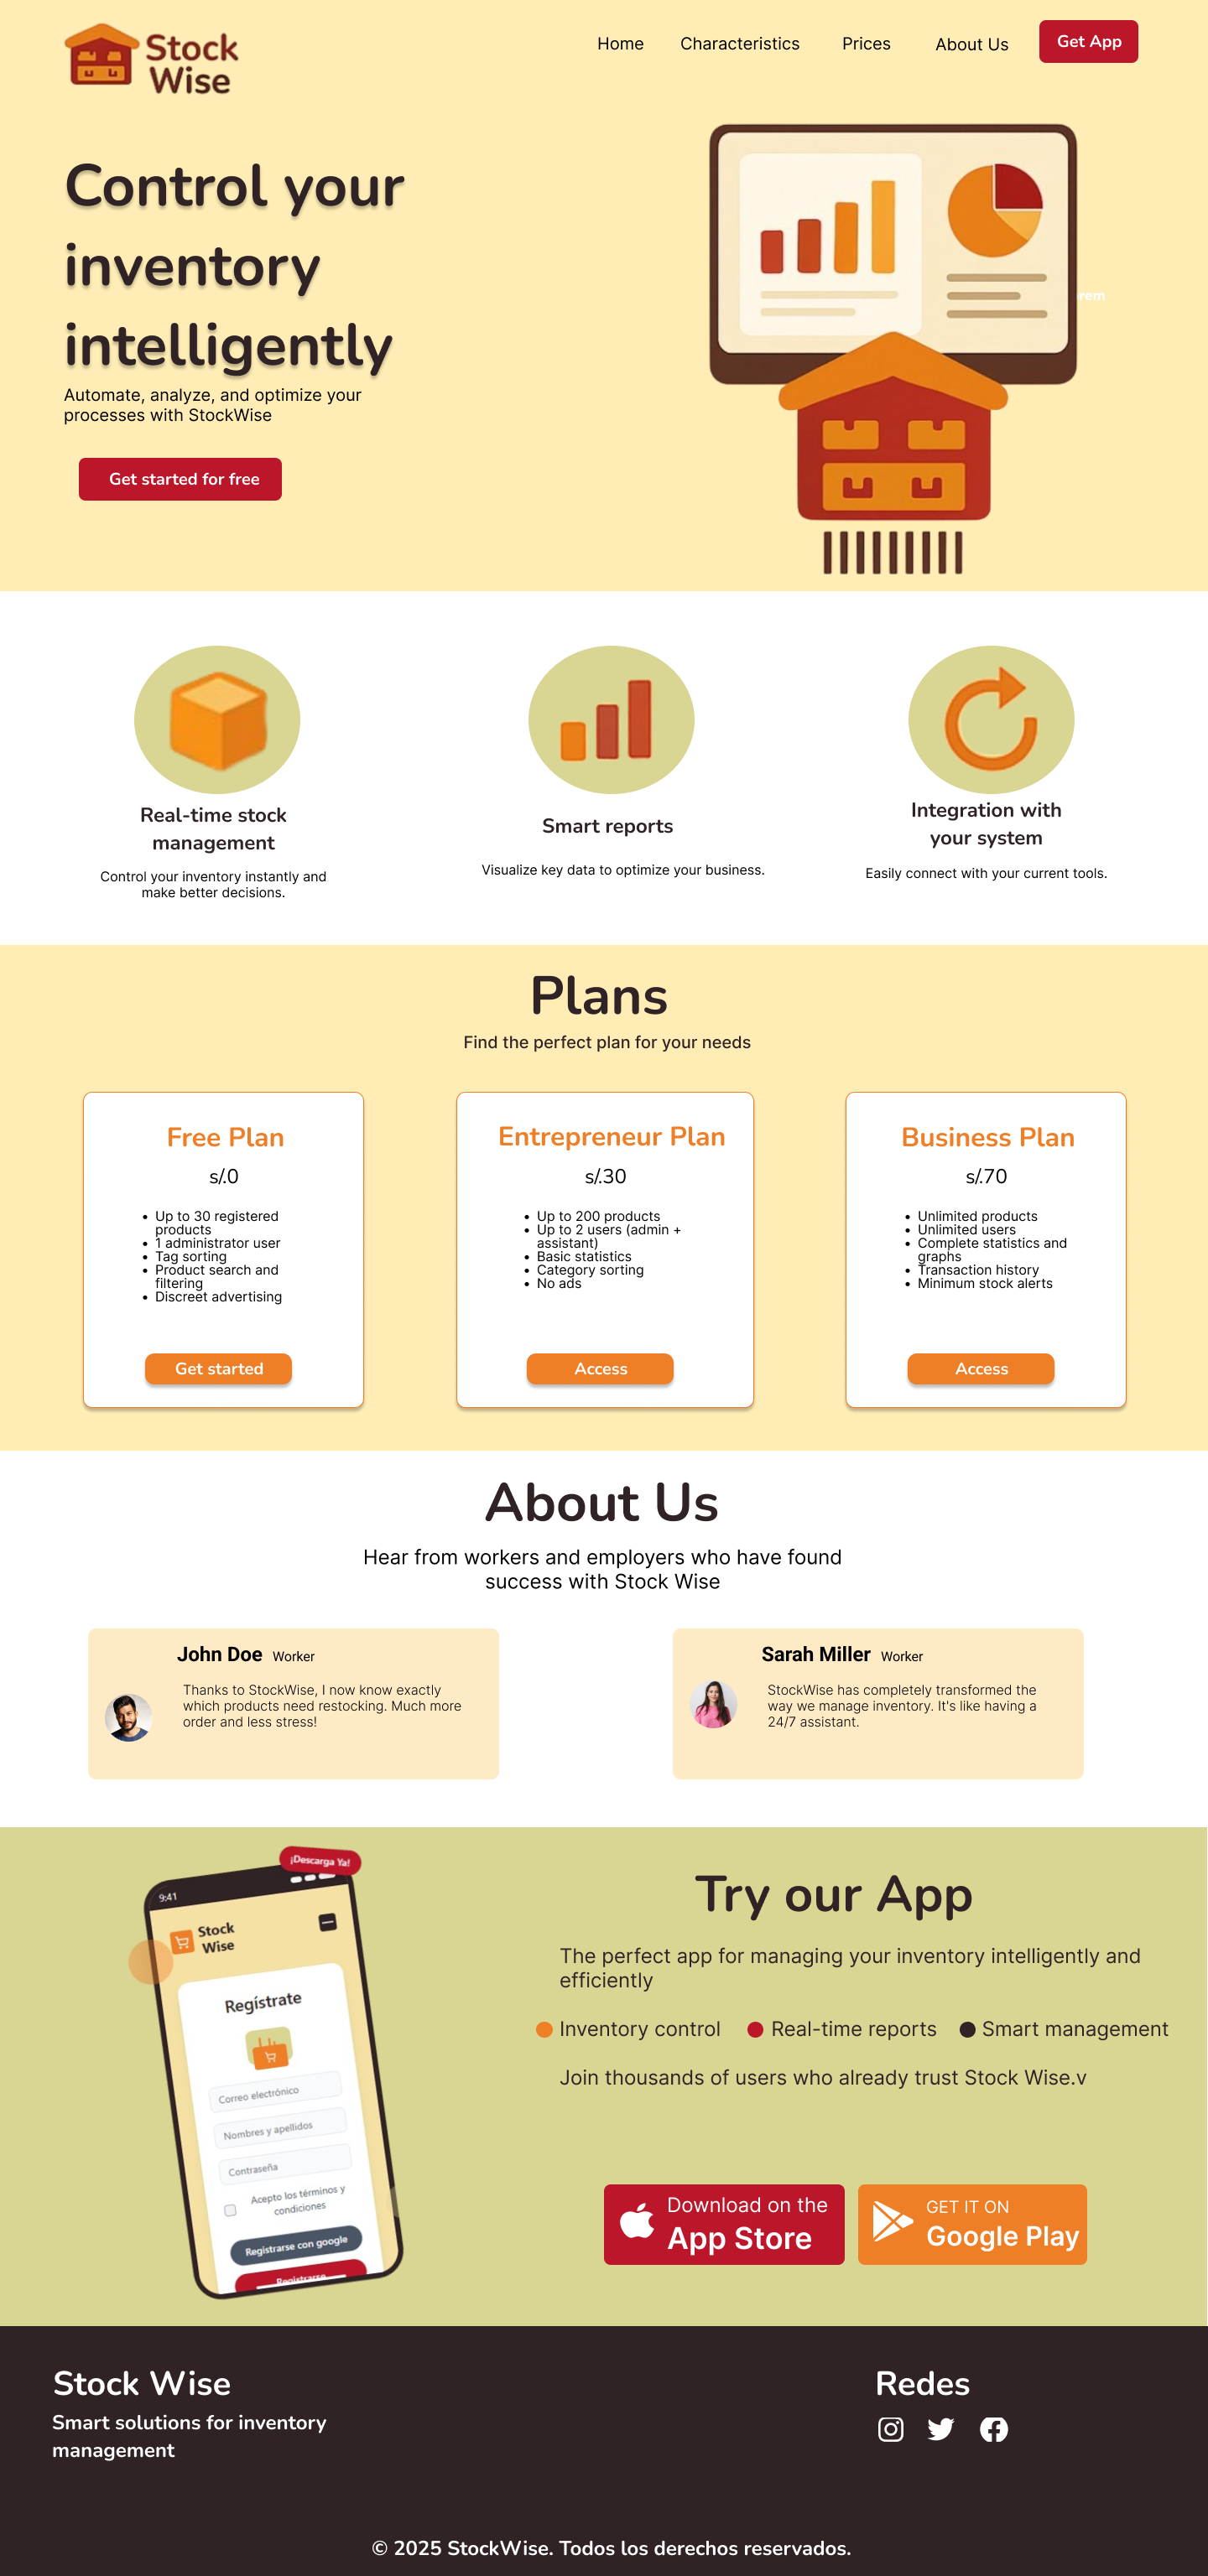 Stock
Wise
Home Characteristics Prices About Us Get App
Control your
inventory
intelligently
Automate, analyze, and optimize your
processes with StockWise
Get started for free
rem
Real-time stock
management
Control your inventory instantly and
make better decisions.
Smart reports
Visualize key data to optimize your business.
Integration with
your system
Easily connect with your current tools.
Plans
Find the perfect plan for your needs
Free Plan
s/.0
• Up to 30 registered
products
• 1 administrator user
• Tag sorting
• Product search and
filtering
• Discreet advertising
Get started
Entrepreneur Plan
s/.30
• Up to 200 products
• Up to 2 users (admin +
assistant)
• Basic statistics
• Category sorting
• No ads
Access
Business Plan
s/.70
• Unlimited products
• Unlimited users
• Complete statistics and
graphs
• Transaction history
• Minimum stock alerts
Access
About Us
Hear from workers and employers who have found
success with Stock Wise
John Doe Worker
Thanks to StockWise, I now know exactly
which products need restocking. Much more
order and less stress!
Sarah Miller Worker
StockWise has completely transformed the
way we manage inventory. It's like having a
24/7 assistant.
¡Descarga Ya!
9:41
Stock
Wise
Regístrate
Correo electrónico
Nombres y apellidos
Contraseña
Acepto los términos y
condiciones
Registrarse con google
Registrarse
Try our App
The perfect app for managing your inventory intelligently and
efficiently
Inventory control Real-time reports Smart management
Join thousands of users who already trust Stock Wise.v
Download on the
App Store
GET IT ON
Google Play
Stock Wise
Smart solutions for inventory
management
Redes
© 2025 StockWise. Todos los derechos reservados.